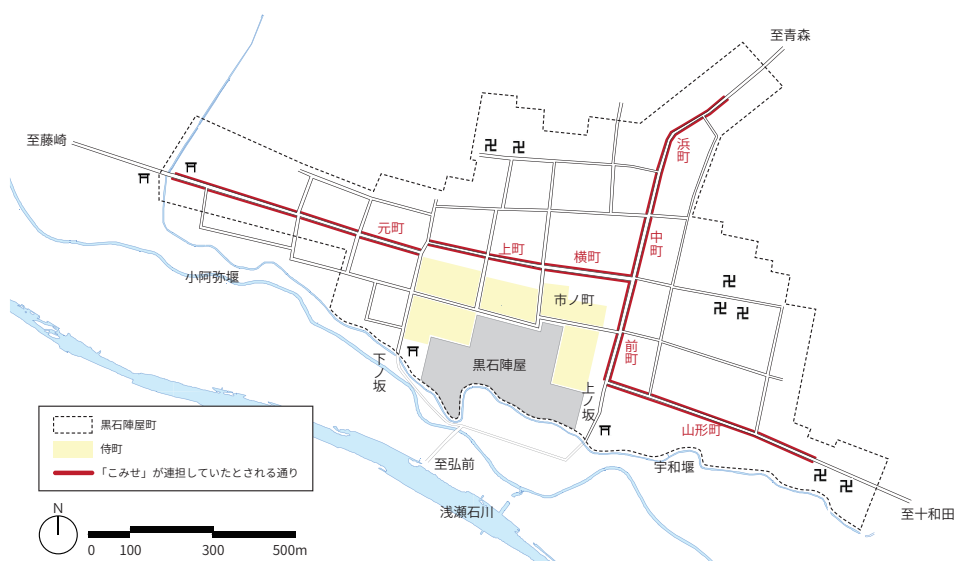 至青森
至藤崎
浜町
元町
中町
上町
横町
小阿弥堰
市ノ町
前町
下ノ坂
黒石陣屋
上ノ坂
山形町
黒石陣屋町
侍町
「こみせ」が連担していたとされる通り
至弘前
宇和堰
浅瀬石川
至十和田
N
0 100 300 500m